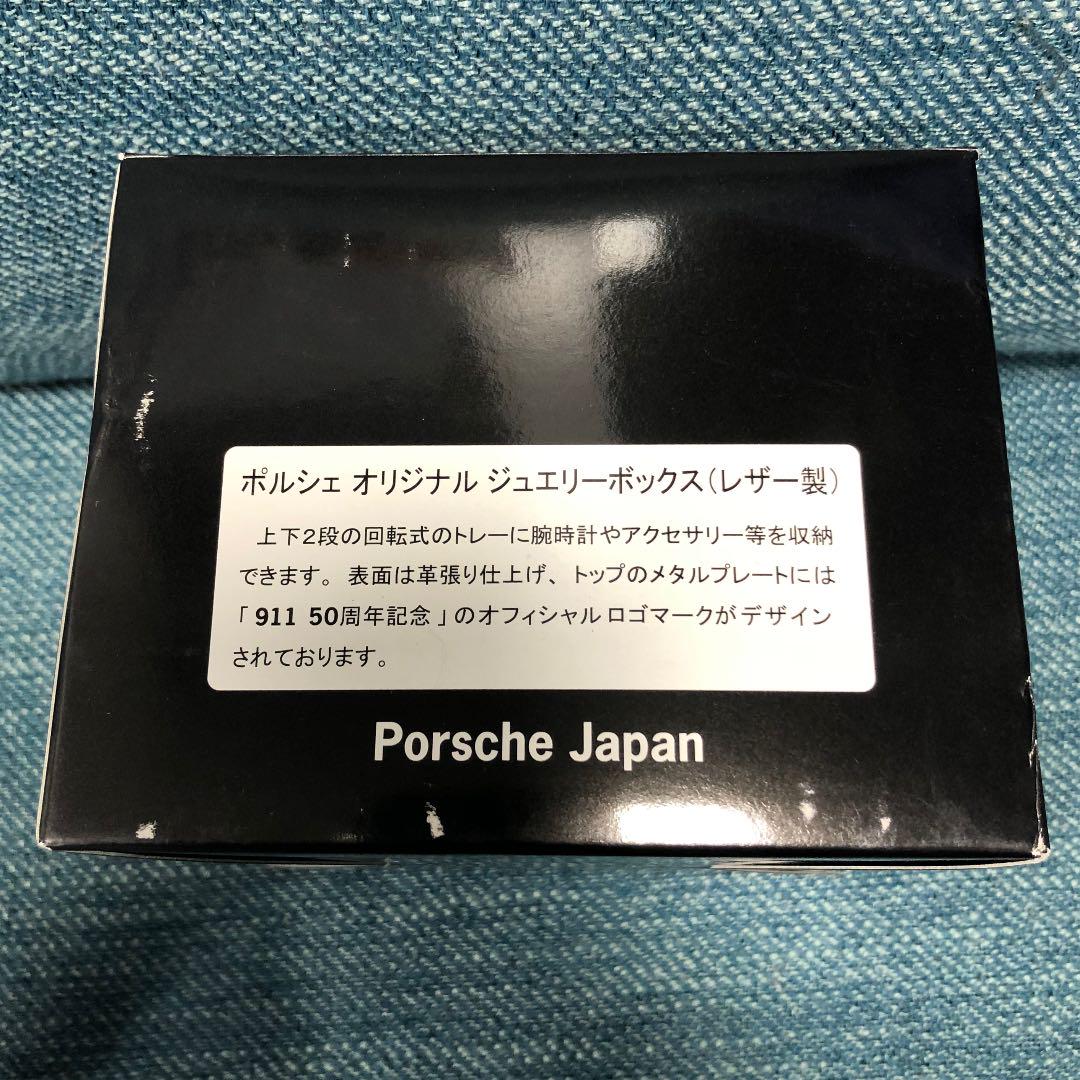 ポルシェ オリジナル ジュエリーボックス(レザー製)
上下2段の回転式のトレーに腕時計やアクセサリー等を収納
できます。表面は革張り仕上げ、トップのメタルプレートには
「911 50周年記念」のオフィシャルロゴマークがデザイン
されております。
Porsche Japan